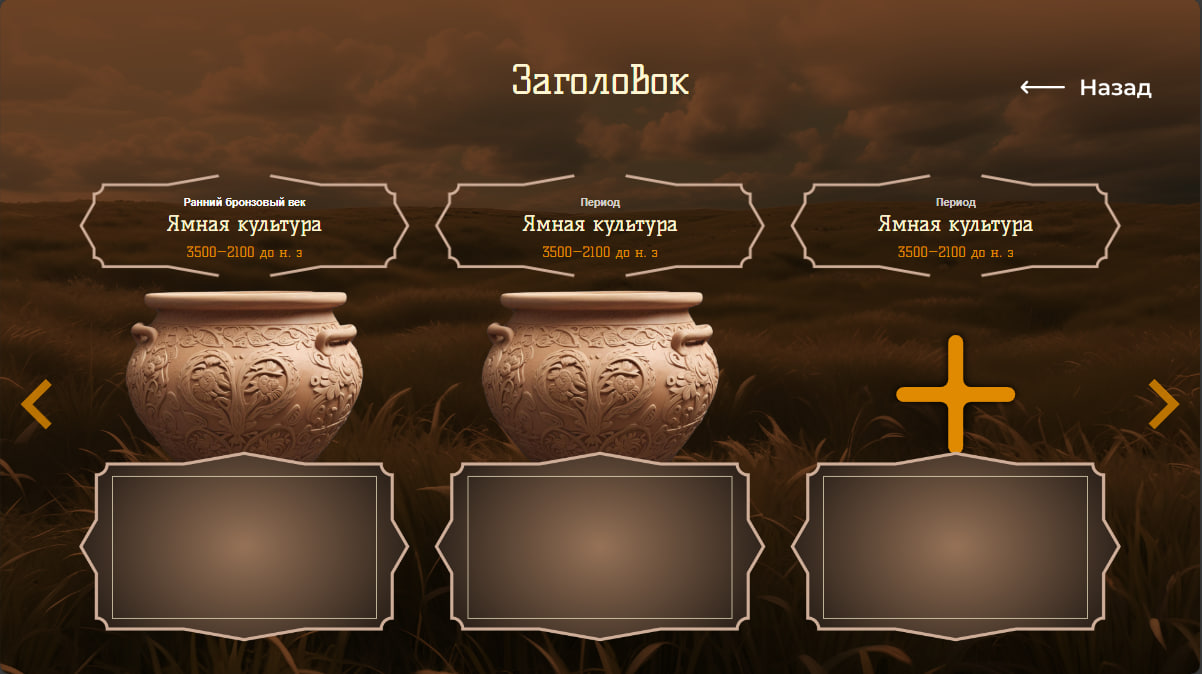 Заголовок
Назад
Ранний бронзовый век
Ямная культура
3500—2100 до н. э
Период
Ямная культура
3500—2100 до н. э
Период
Ямная культура
3500—2100 до н. э